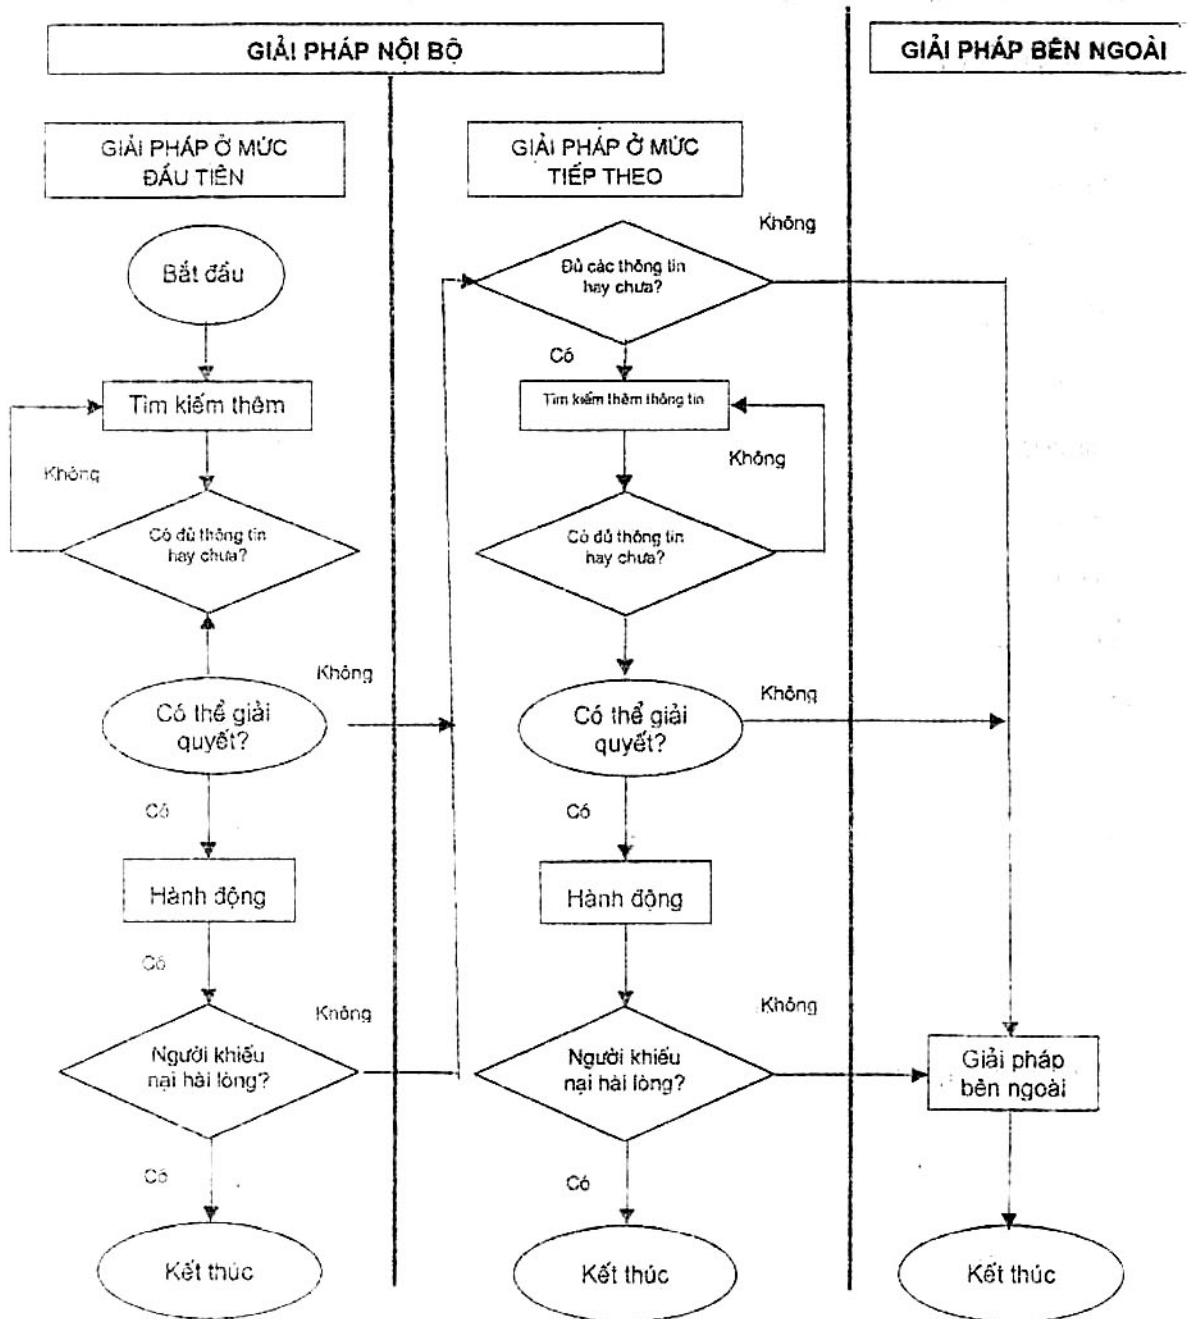 GIẢI PHÁP NỘI BỘ
GIẢI PHÁP BÊN NGOÀI
GIẢI PHÁP Ở MỨC
ĐẦU TIÊN
GIẢI PHÁP Ở MỨC
TIẾP THEO
Bắt đầu
Tìm kiếm thêm
Không
Có đủ thông tin
hay chưa?
Không
Có thể giải
quyết?
Có
Hành động
Có
Không
Người khiếu
nại hài lòng?
Có
Kết thúc
Không
Đủ các thông tin
hay chưa?
Có
Tìm kiếm thêm thông tin
Không
Có đủ thông tin
hay chưa?
Không
Có thể giải
quyết?
Có
Hành động
Không
Người khiếu
nại hài lòng?
Có
Kết thúc
Giải pháp
bên ngoài
Kết thúc